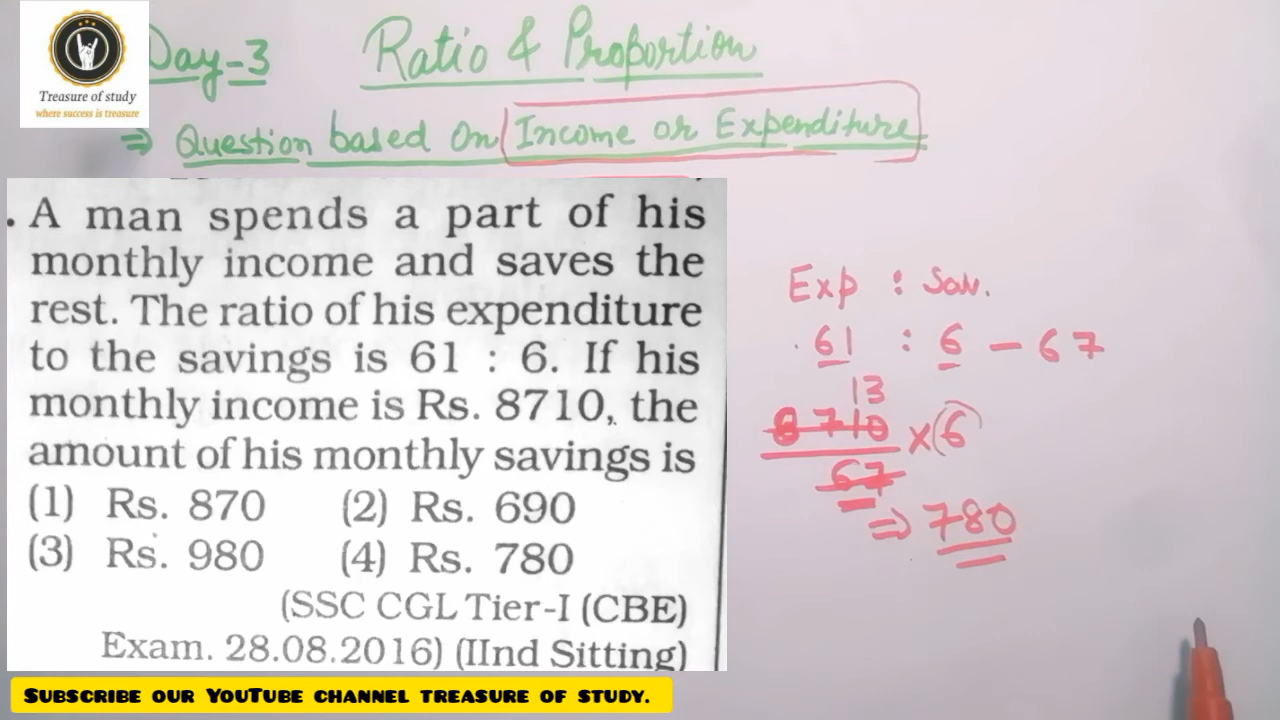 Day-3 Ratio & Proportion
Treasure of study
where success is treasure
⇒ Question based On Income or Expenditure
. A man spends a part of his
monthly income and saves the
rest. The ratio of his expenditure
to the savings is 61 : 6. If his
monthly income is Rs. 8710, the
amount of his monthly savings is
(1) Rs. 870 (2) Rs. 690
(3) Rs. 980 (4) Rs. 780
(SSC CGL Tier-I (CBE)
Exam. 28.08.2016) (IInd Sitting)
Exp : Sav.
61 : 6 - 67
13
8710 × (6
67
⇒ 780
SUBSCRIBE OUR YOUTUBE CHANNEL TREASURE OF STUDY.